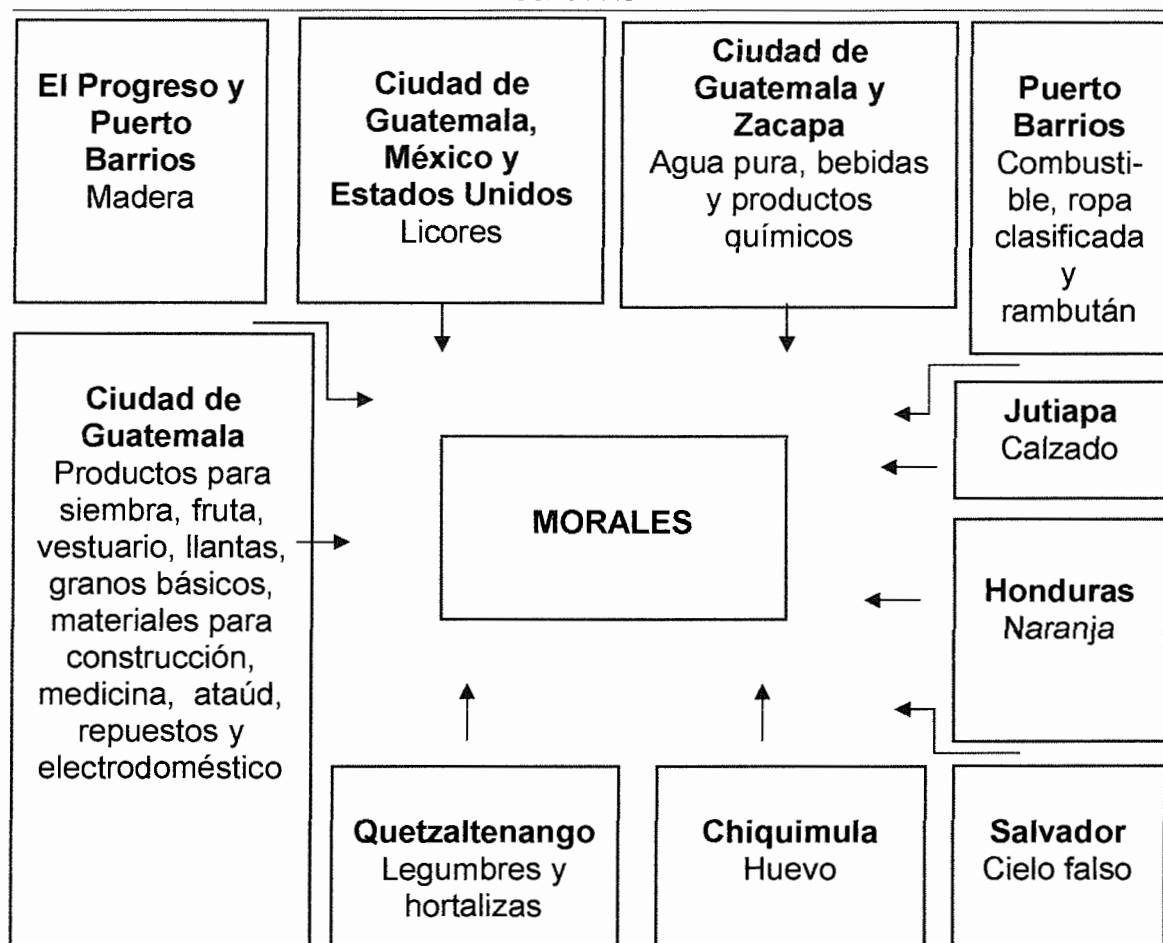 El Progreso y
Puerto
Barrios
Madera
Ciudad de
Guatemala,
México y
Estados Unidos
Licores
Ciudad de
Guatemala y
Zacapa
Agua pura, bebidas
y productos
químicos
Puerto
Barrios
Combusti-
ble, ropa
clasificada
y
rambután
Ciudad de
Guatemala
Productos para
siembra, fruta,
vestuario, llantas,
granos básicos,
materiales para
construcción,
medicina, ataúd,
repuestos y
electrodoméstico
MORALES
Jutiapa
Calzado
Honduras
Naranja
Quetzaltenango
Legumbres y
hortalizas
Chiquimula
Huevo
Salvador
Cielo falso